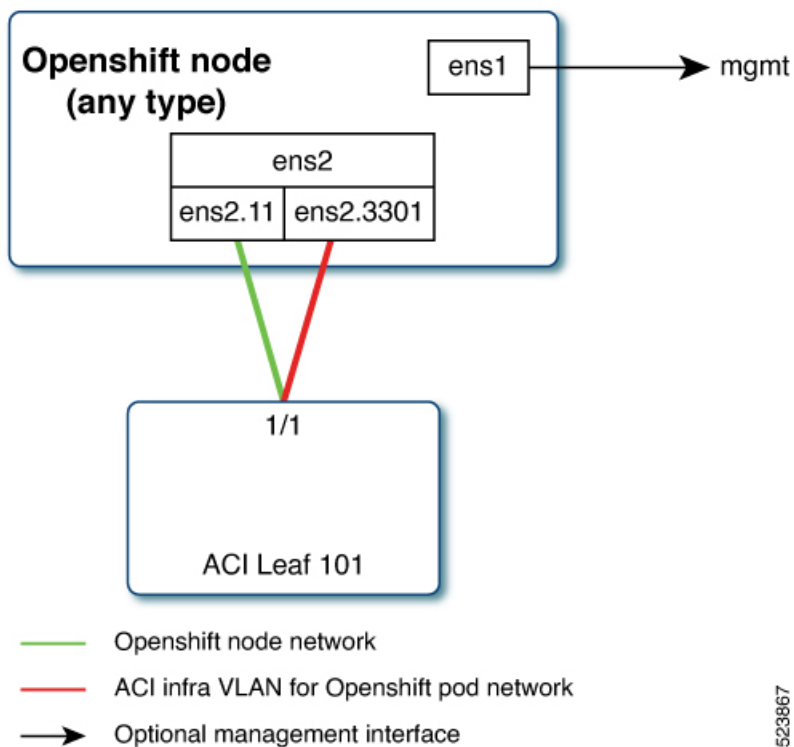 Openshift node
(any type)
ens1
mgmt
ens2
ens2.11
ens2.3301
1/1
ACI Leaf 101
Openshift node network
ACI infra VLAN for Openshift pod network
Optional management interface
523867